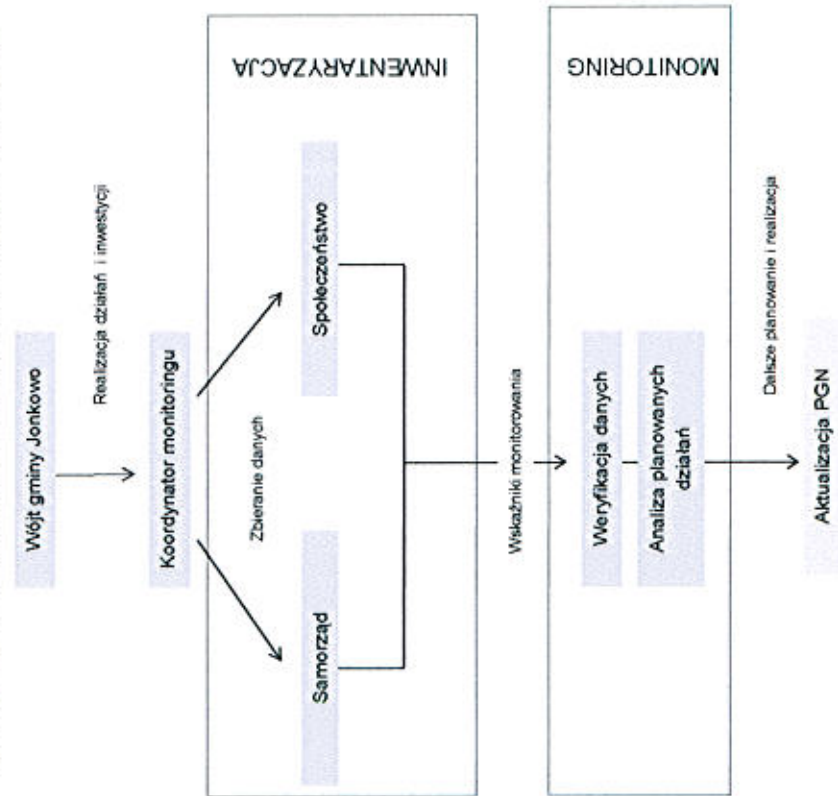 Wójt gminy Jonkowo
Realizacja działań i inwestycji
Koordynator monitoringu
INWENTARYZACJA
Zbieranie danych
Samorząd
Społeczeństwo
Wskaźniki monitorowania
MONITORING
Weryfikacja danych
Analiza planowanych
działań
Dalsze planowanie i realizacja
Aktualizacja PGN